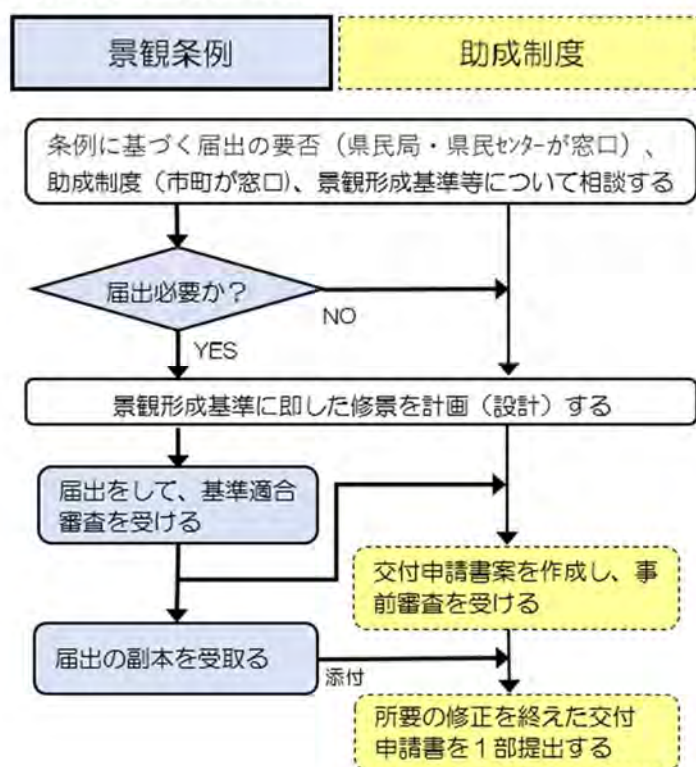 景観条例
助成制度
条例に基づく届出の要否（県民局・県民ｾﾝﾀｰが窓口）、
助成制度（市町が窓口）、景観形成基準等について相談する
届出必要か？
NO
YES
景観形成基準に即した修景を計画（設計）する
届出をして、基準適合
審査を受ける
交付申請書案を作成し、事
前審査を受ける
届出の副本を受取る
添付
所要の修正を終えた交付
申請書を１部提出する